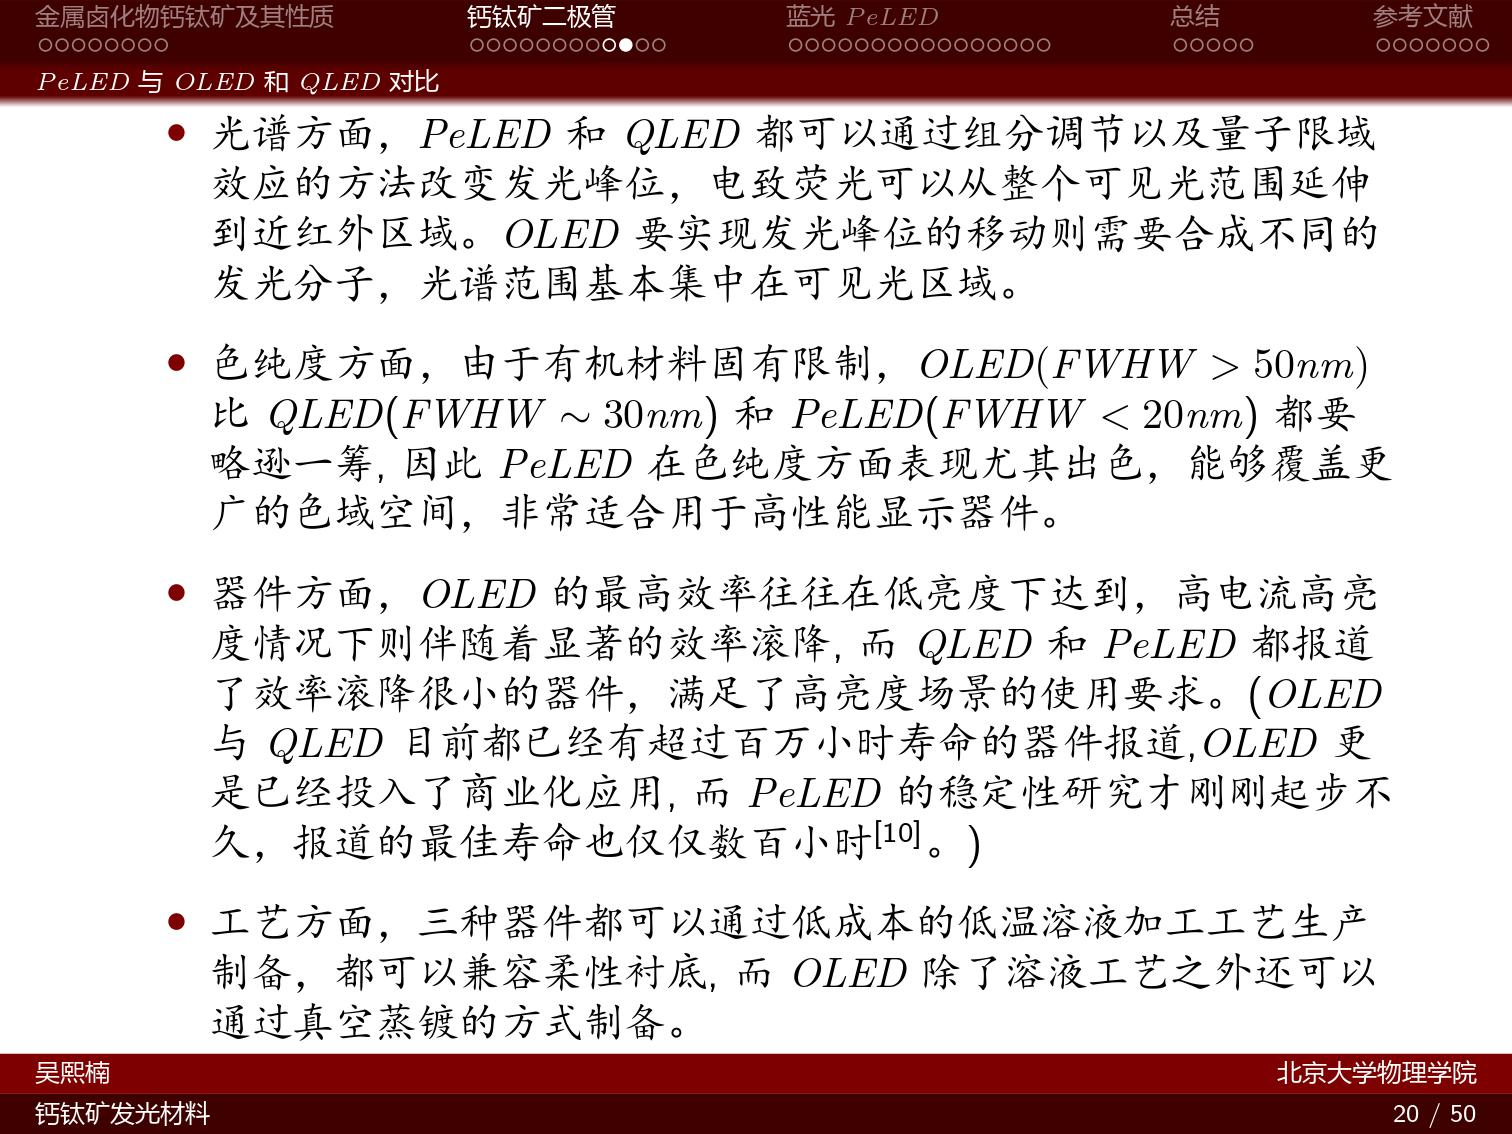 金属卤化物钙钛矿及其性质 钙钛矿二极管 蓝光 PeLED 总结 参考文献
PeLED 与 OLED 和 QLED 对比
• 光谱方面，PeLED 和 QLED 都可以通过组分调节以及量子限域
效应的方法改变发光峰位，电致荧光可以从整个可见光范围延伸
到近红外区域。OLED 要实现发光峰位的移动则需要合成不同的
发光分子，光谱范围基本集中在可见光区域。
• 色纯度方面，由于有机材料固有限制，OLED(FWHW > 50nm)
比 QLED(FWHW ∼ 30nm) 和 PeLED(FWHW < 20nm) 都要
略逊一筹, 因此 PeLED 在色纯度方面表现尤其出色，能够覆盖更
广的色域空间，非常适合用于高性能显示器件。
• 器件方面，OLED 的最高效率往往在低亮度下达到，高电流高亮
度情况下则伴随着显著的效率滚降, 而 QLED 和 PeLED 都报道
了效率滚降很小的器件，满足了高亮度场景的使用要求。(OLED
与 QLED 目前都已经有超过百万小时寿命的器件报道,OLED 更
是已经投入了商业化应用, 而 PeLED 的稳定性研究才刚刚起步不
久，报道的最佳寿命也仅仅数百小时[10]。)
• 工艺方面，三种器件都可以通过低成本的低温溶液加工工艺生产
制备，都可以兼容柔性衬底, 而 OLED 除了溶液工艺之外还可以
通过真空蒸镀的方式制备。
吴熙楠 北京大学物理学院
钙钛矿发光材料 20 / 50